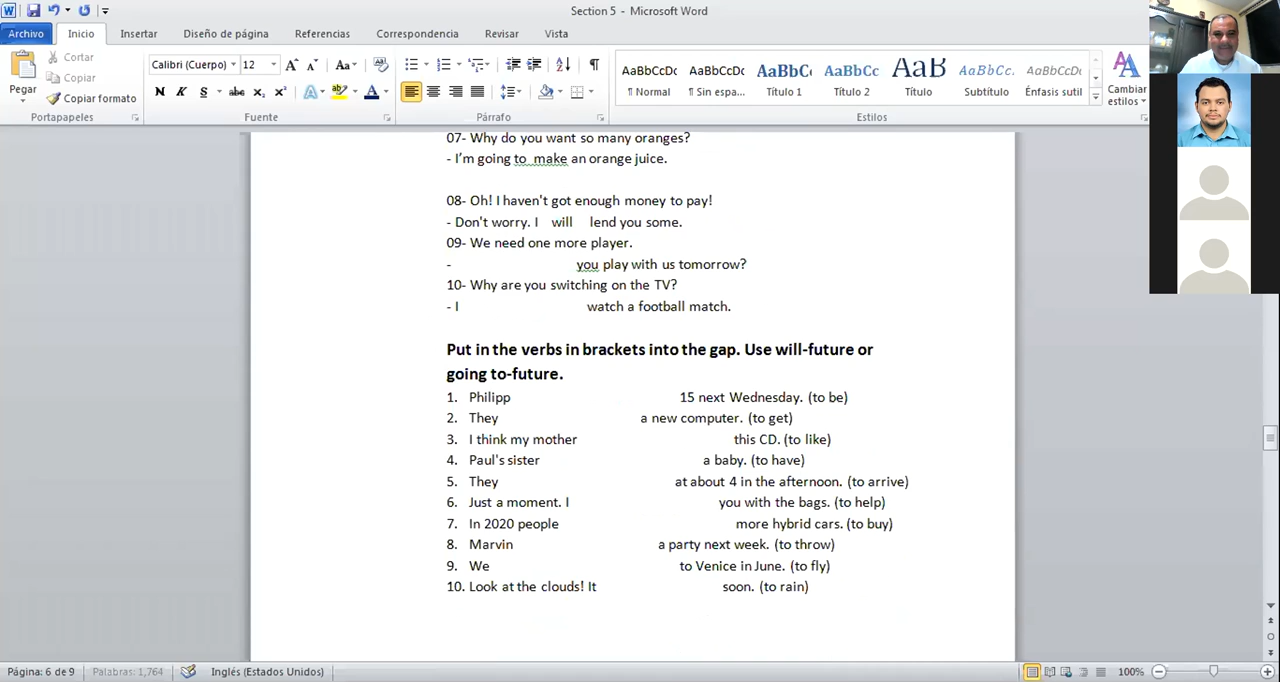 Section 5 - Microsoft Word
Archivo Inicio Insertar Diseño de página Referencias Correspondencia Revisar Vista
Pegar
Cortar
Copiar
Copiar formato
Portapapeles
Calibri (Cuerpo) 12
Fuente
Párrafo
AaBbCcDc AaBbCcDc AaBbC AaBbCc AaB AaBbCc. AaBbCcDc
¶ Normal ¶ Sin espa... Título 1 Título 2 Título Subtítulo Énfasis sutil
Estilos
Cambiar estilos
07- Why do you want so many oranges?
- I'm going to make an orange juice.
08- Oh! I haven't got enough money to pay!
- Don't worry. I will lend you some.
09- We need one more player.
- you play with us tomorrow?
10- Why are you switching on the TV?
- I watch a football match.
Put in the verbs in brackets into the gap. Use will-future or
going to-future.
1. Philipp 15 next Wednesday. (to be)
2. They a new computer. (to get)
3. I think my mother this CD. (to like)
4. Paul's sister a baby. (to have)
5. They at about 4 in the afternoon. (to arrive)
6. Just a moment. I you with the bags. (to help)
7. In 2020 people more hybrid cars. (to buy)
8. Marvin a party next week. (to throw)
9. We to Venice in June. (to fly)
10. Look at the clouds! It soon. (to rain)
Página: 6 de 9 Palabras: 1,764 Inglés (Estados Unidos) 100%